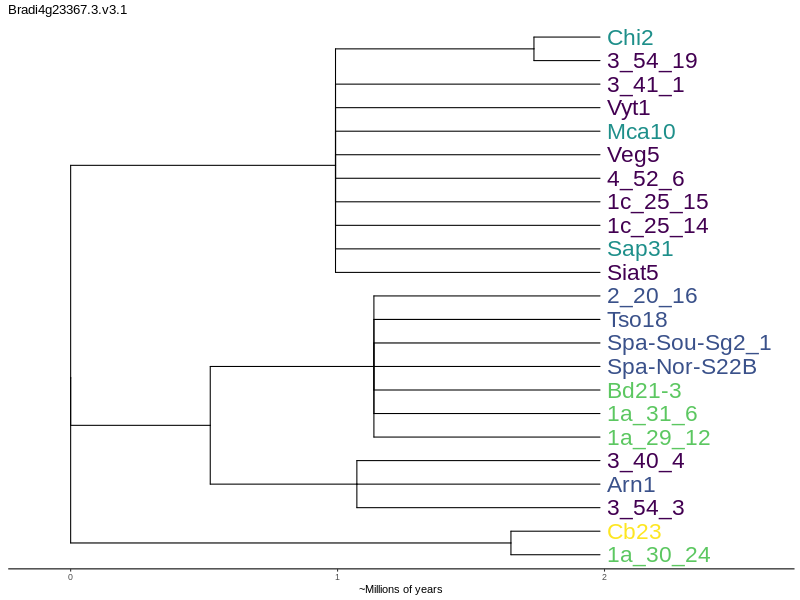 Bradi4g23367.3.v3.1
Chi2
3_54_19
3_41_1
Vyt1
Mca10
Veg5
4_52_6
1c_25_15
1c_25_14
Sap31
Siat5
2_20_16
Tso18
Spa-Sou-Sg2_1
Spa-Nor-S22B
Bd21-3
1a_31_6
1a_29_12
3_40_4
Arn1
3_54_3
Cb23
1a_30_24
0 1 2
~Millions of years